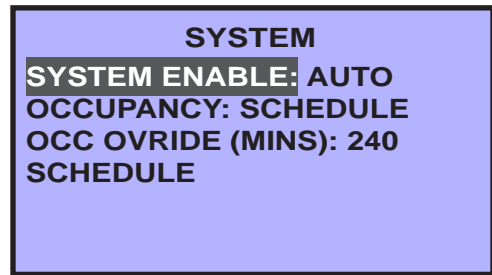 SYSTEM
SYSTEM ENABLE: AUTO
OCCUPANCY: SCHEDULE
OCC OVRIDE (MINS): 240
SCHEDULE